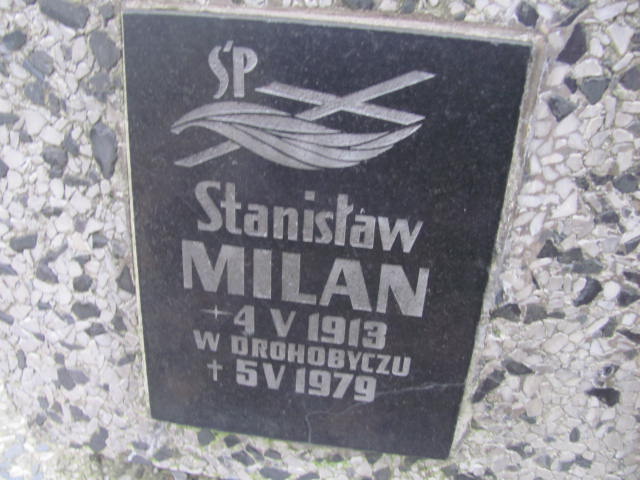 ŚP
Stanisław
MILAN
* 4 V 1913
W DROHOBYCZU
† 5 V 1979